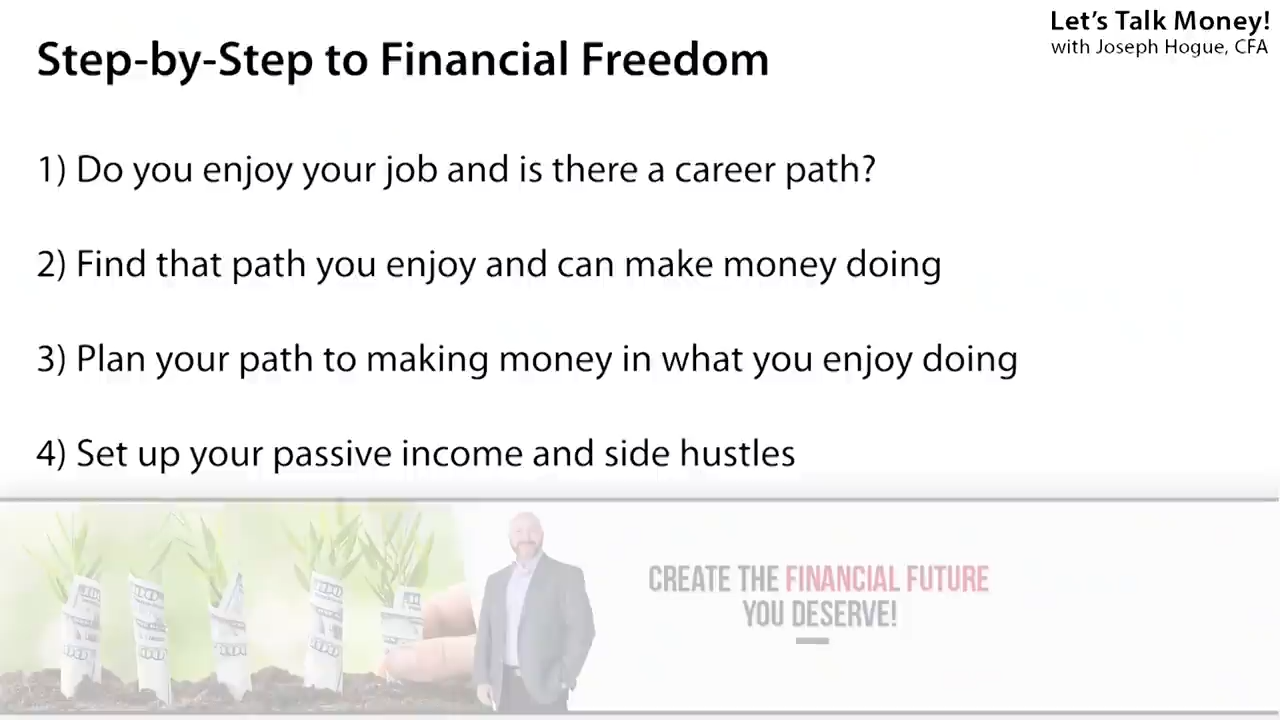 Let's Talk Money!
with Joseph Hogue, CFA
Step-by-Step to Financial Freedom
1) Do you enjoy your job and is there a career path?
2) Find that path you enjoy and can make money doing
3) Plan your path to making money in what you enjoy doing
4) Set up your passive income and side hustles
CREATE THE FINANCIAL FUTURE
YOU DESERVE!